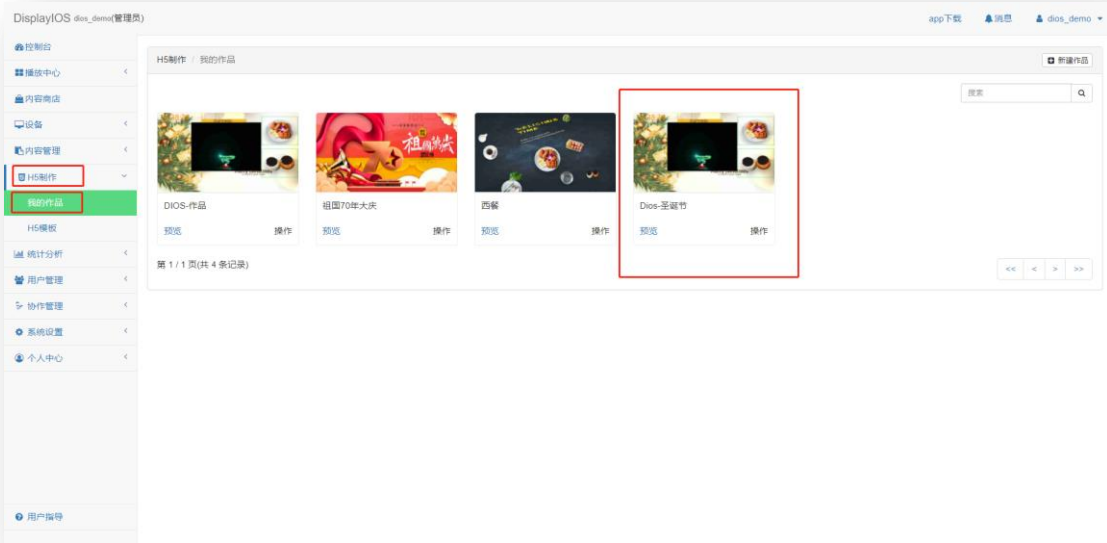 DisplayIOS dios_demo(管理员)
app下载 消息 dios_demo
控制台
播放中心
内容商店
设备
内容管理
H5制作
我的作品
H5模板
统计分析
用户管理
协作管理
系统设置
个人中心
用户指导
H5制作 / 我的作品 新建作品
搜索
祖国萬歲
WELCOME
TIME
DIOS-作品 祖国70年大庆 西餐 Dios-圣诞节
预览 操作 预览 操作 预览 操作 预览 操作
第 1 / 1 页(共 4 条记录) << < > >>